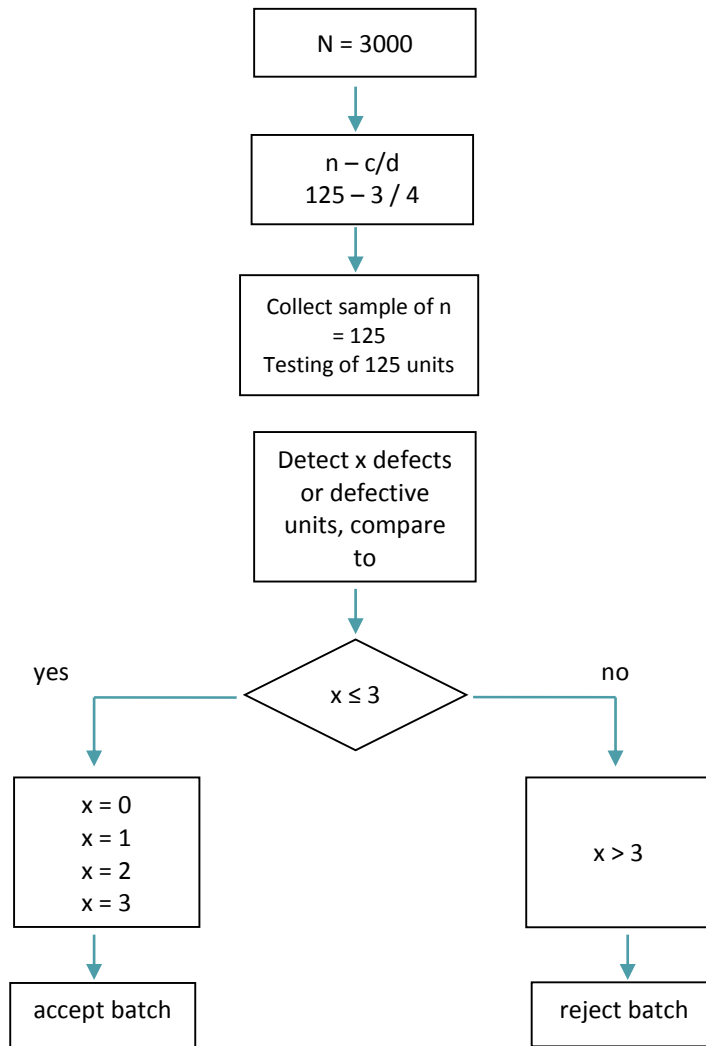 N = 3000
n – c/d
125 – 3 / 4
Collect sample of n
= 125
Testing of 125 units
Detect x defects
or defective
units, compare
to
yes
no
x ≤ 3
x = 0
x = 1
x = 2
x = 3
x > 3
accept batch
reject batch